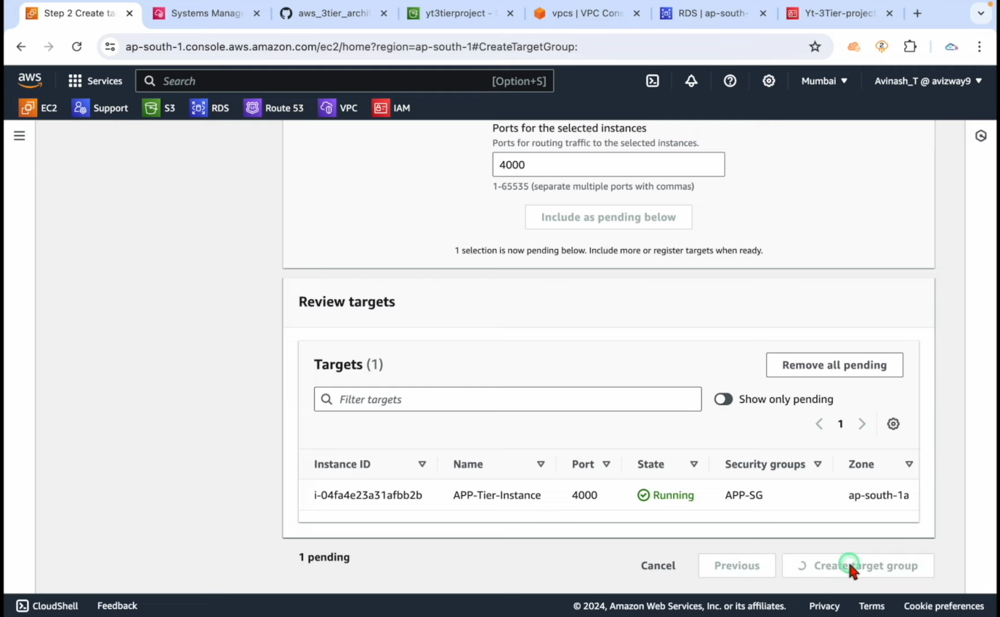 Step 2 Create ta
Systems Manag
aws_3tier_archi
yt3tierproject - S
vpcs | VPC Cons
RDS | ap-south-
Yt-3Tier-project
ap-south-1.console.aws.amazon.com/ec2/home?region=ap-south-1#CreateTargetGroup:
aws
Services
Search
[Option+S]
Mumbai
Avinash_T @ avizway9
EC2
Support
S3
RDS
Route 53
VPC
IAM
Ports for the selected instances
Ports for routing traffic to the selected instances.
4000
1-65535 (separate multiple ports with commas)
Include as pending below
1 selection is now pending below. Include more or register targets when ready.
Review targets
Targets (1)
Remove all pending
Filter targets
Show only pending
1
Instance ID Name Port State Security groups Zone
i-04fa4e23a31afbb2b APP-Tier-Instance 4000 Running APP-SG ap-south-1a
1 pending
Cancel
Previous
Create target group
CloudShell
Feedback
© 2024, Amazon Web Services, Inc. or its affiliates.
Privacy
Terms
Cookie preferences